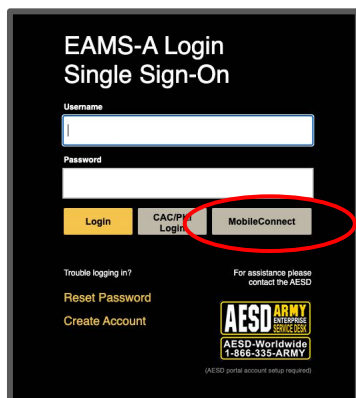 EAMS-A Login
Single Sign-On
Username
Password
Login
CAC/PIV
Login
MobileConnect
Trouble logging in?
For assistance please
contact the AESD
Reset Password
Create Account
AESD ARMY
ENTERPRISE
SERVICE DESK
AESD-Worldwide
1-866-335-ARMY
(AESD portal account setup required)